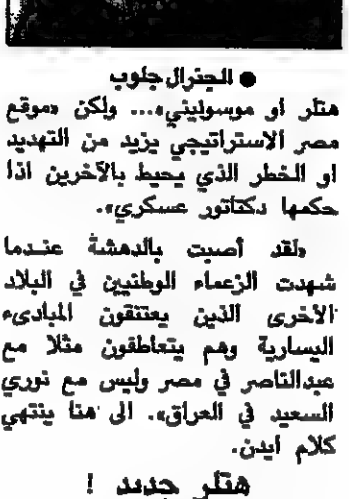 ● الجنرال جلوب
هتلر او موسوليني»... ولكن «موقع
مصر الاستراتيجي يزيد من التهديد
او الخطر الذي يحيط بالآخرين اذا
حكمها دكتاتور عسكري».
«لقد أصبت بالدهشة عندما
شهدت الزعماء الوطنيين في البلاد
الأخرى الذين يعتنقون المبادىء
اليسارية وهم يتعاطفون مثلا مع
عبدالناصر في مصر وليس مع نوري
السعيد في العراق». الى هنا ينتهي
كلام ايدن.
هتلر جديد !